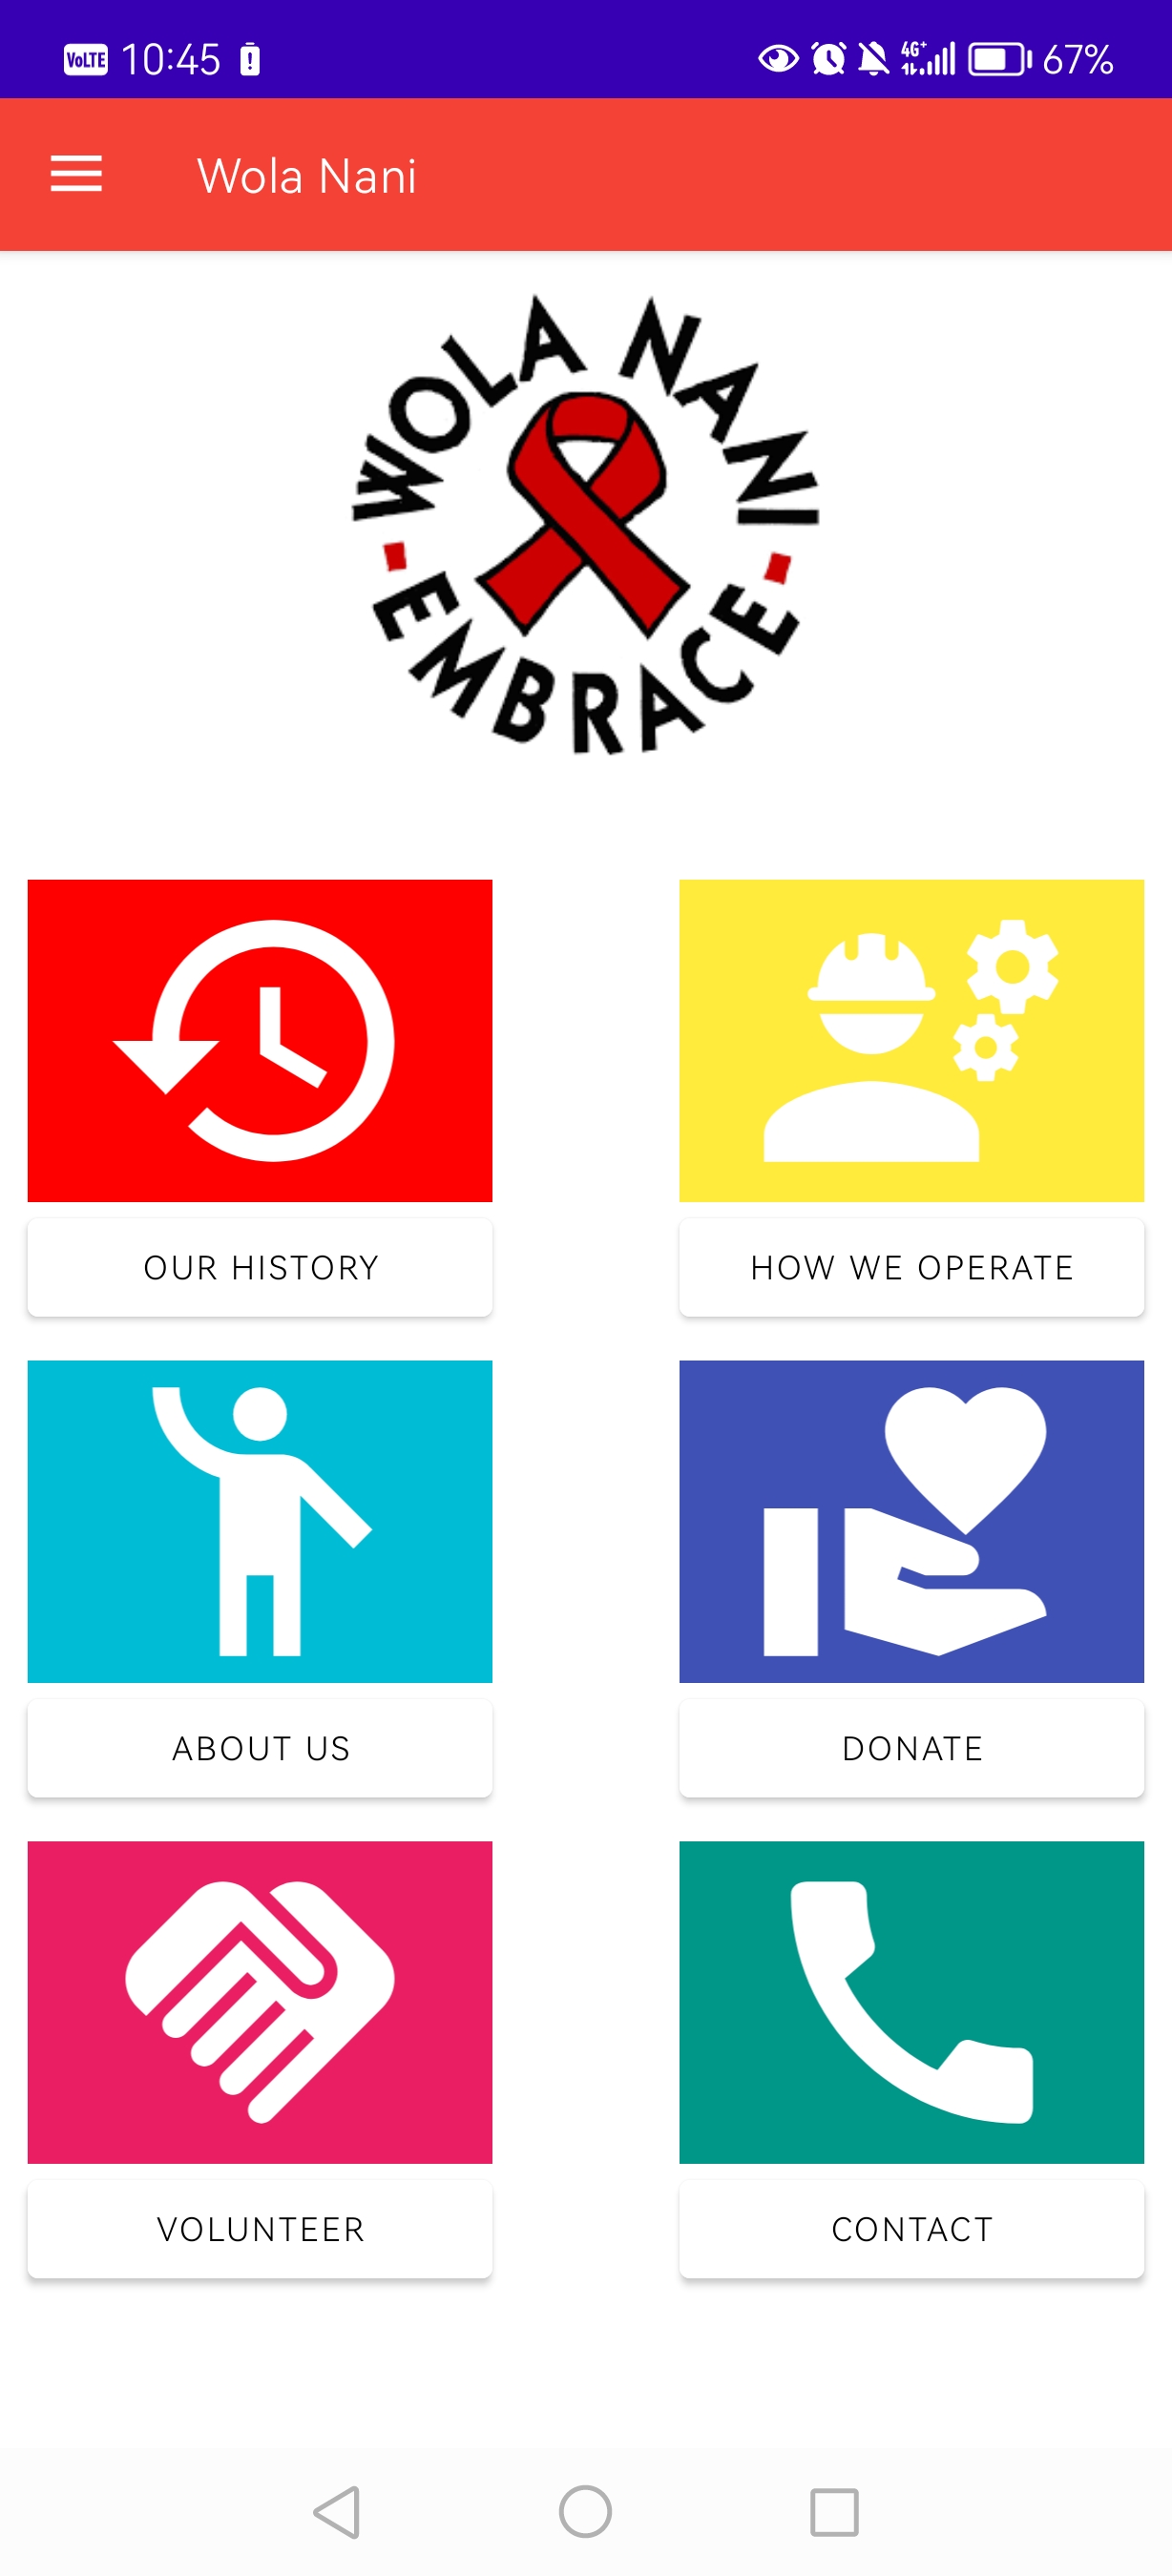 VoLTE 10:45 4G+ 67%
Wola Nani
WOLA NANI
EMBRACE
OUR HISTORY
HOW WE OPERATE
ABOUT US
DONATE
VOLUNTEER
CONTACT